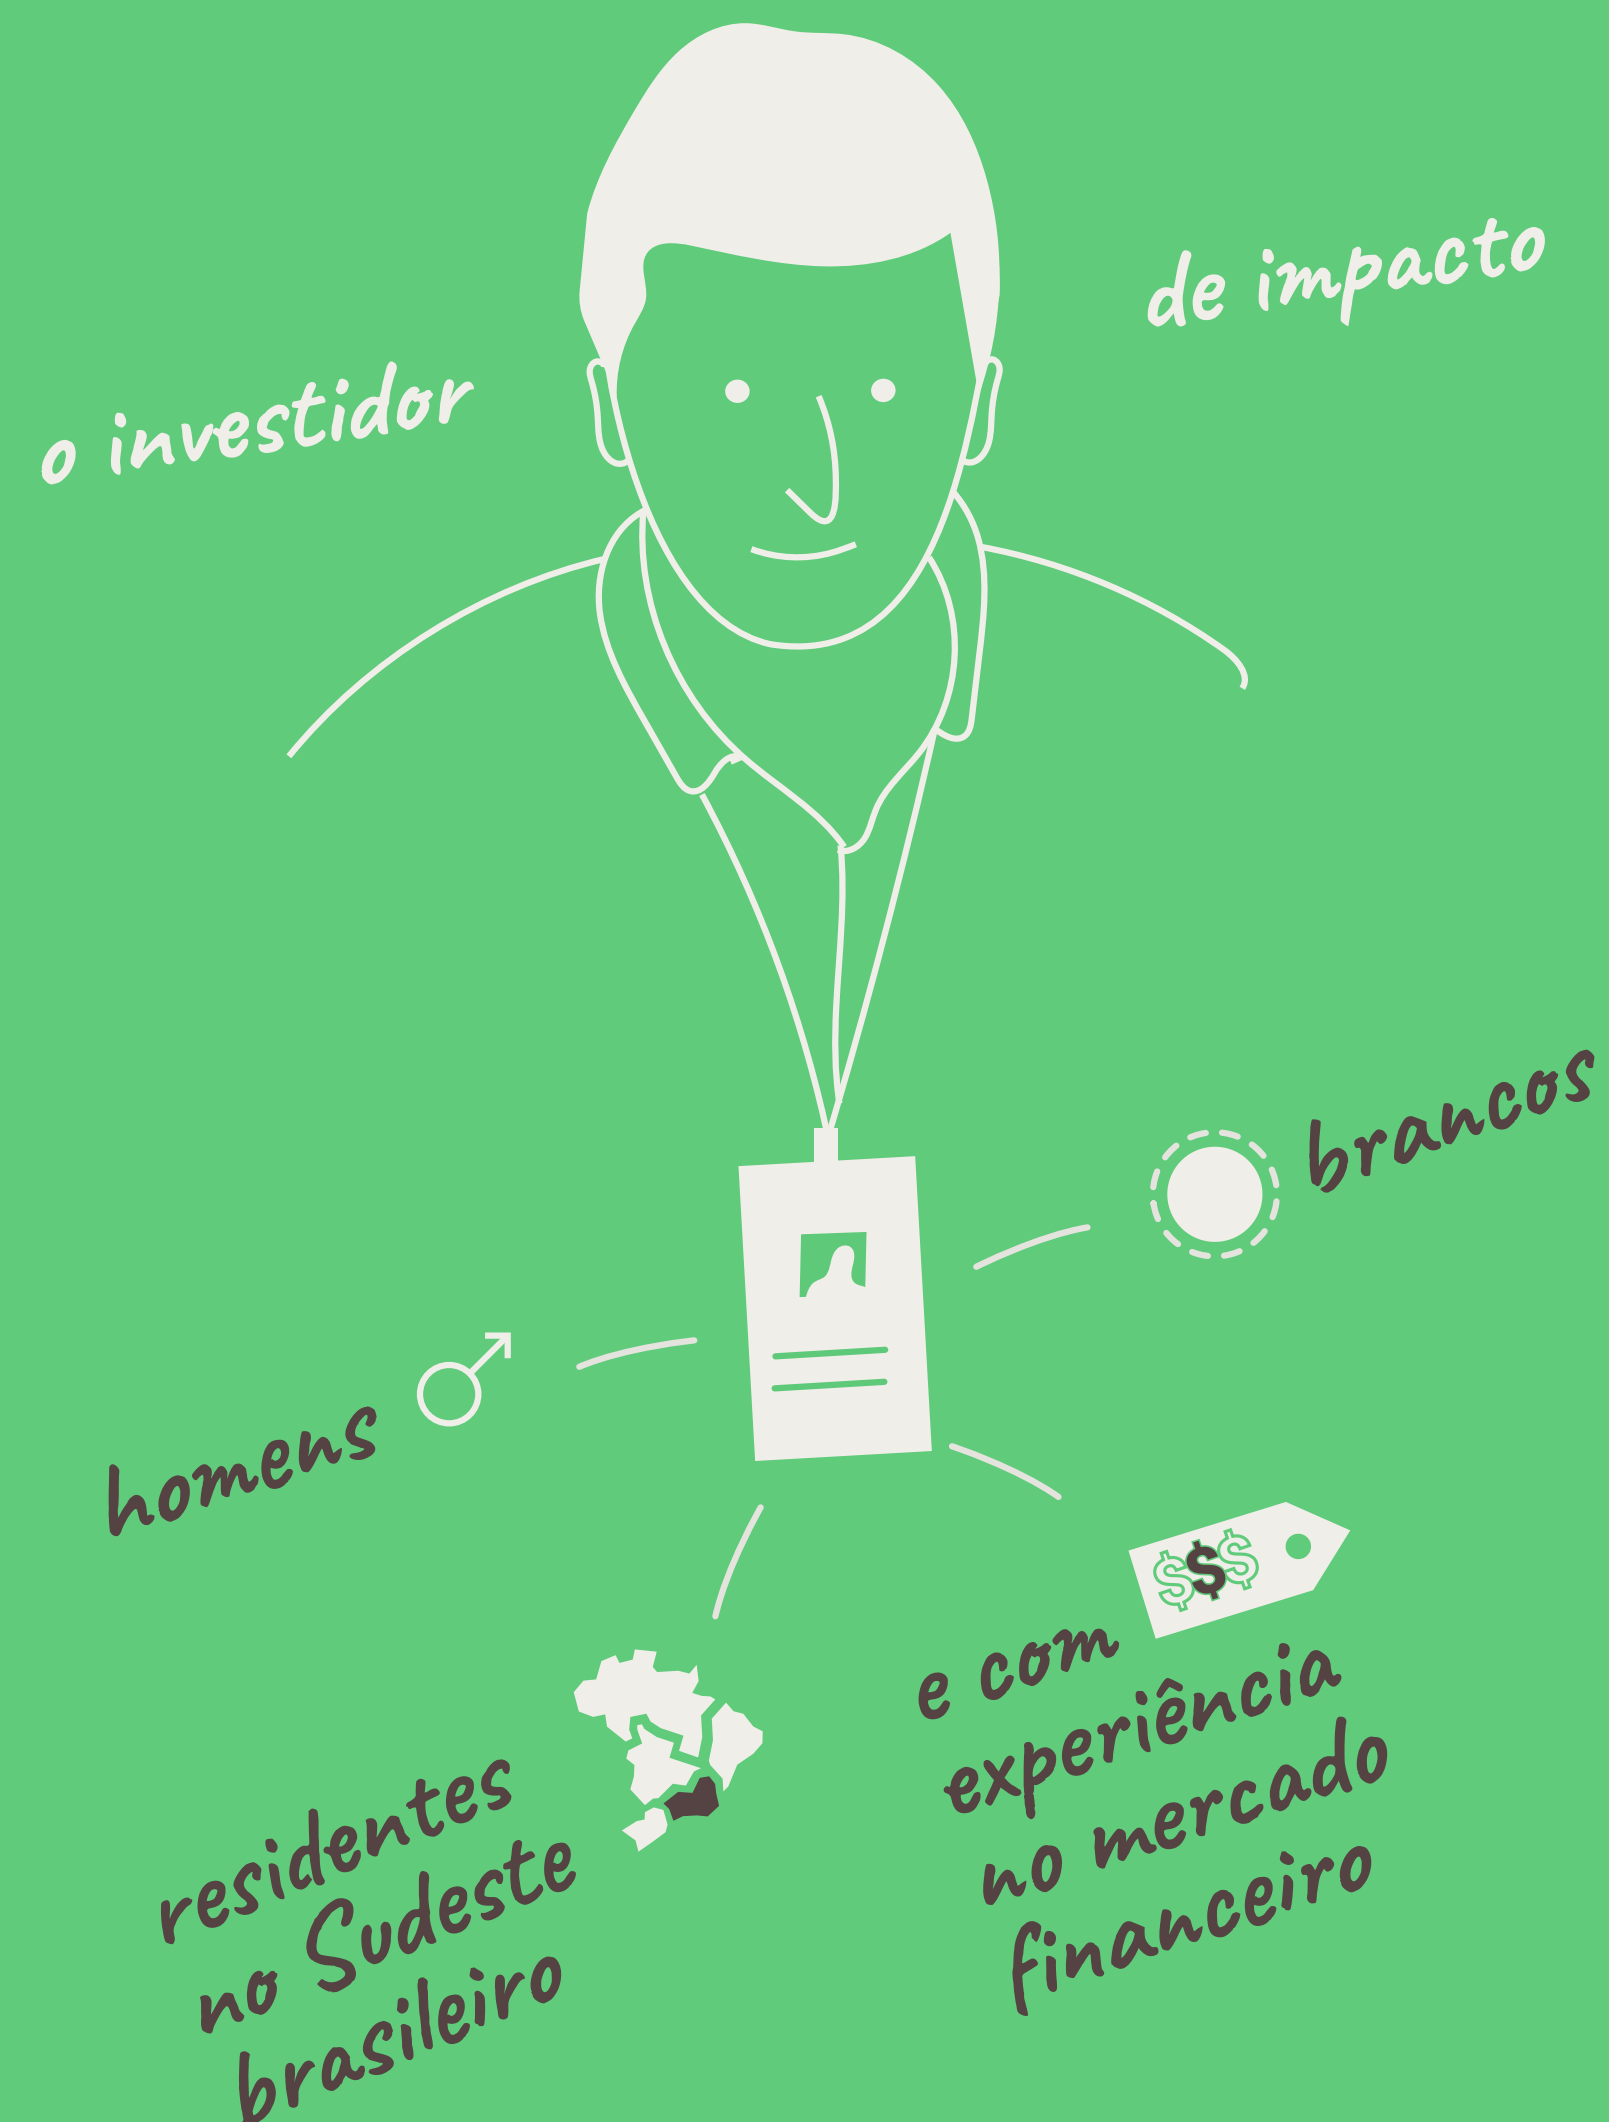 o investidor
de impacto
brancos
homens
$$$
e com
experiência
no mercado
financeiro
residentes
no Sudeste
brasileiro